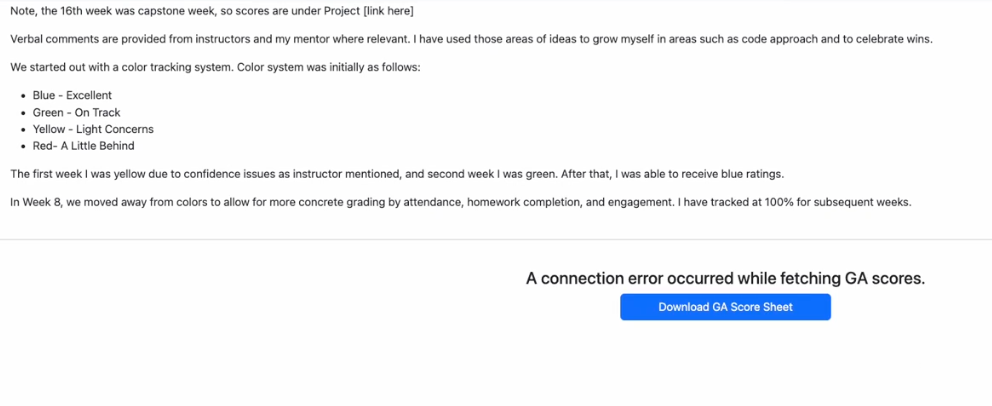 Note, the 16th week was capstone week, so scores are under Project [link here]
Verbal comments are provided from instructors and my mentor where relevant. I have used those areas of ideas to grow myself in areas such as code approach and to celebrate wins.
We started out with a color tracking system. Color system was initially as follows:
• Blue - Excellent
• Green - On Track
• Yellow - Light Concerns
• Red- A Little Behind
The first week I was yellow due to confidence issues as instructor mentioned, and second week I was green. After that, I was able to receive blue ratings.
In Week 8, we moved away from colors to allow for more concrete grading by attendance, homework completion, and engagement. I have tracked at 100% for subsequent weeks.
A connection error occurred while fetching GA scores.
Download GA Score Sheet